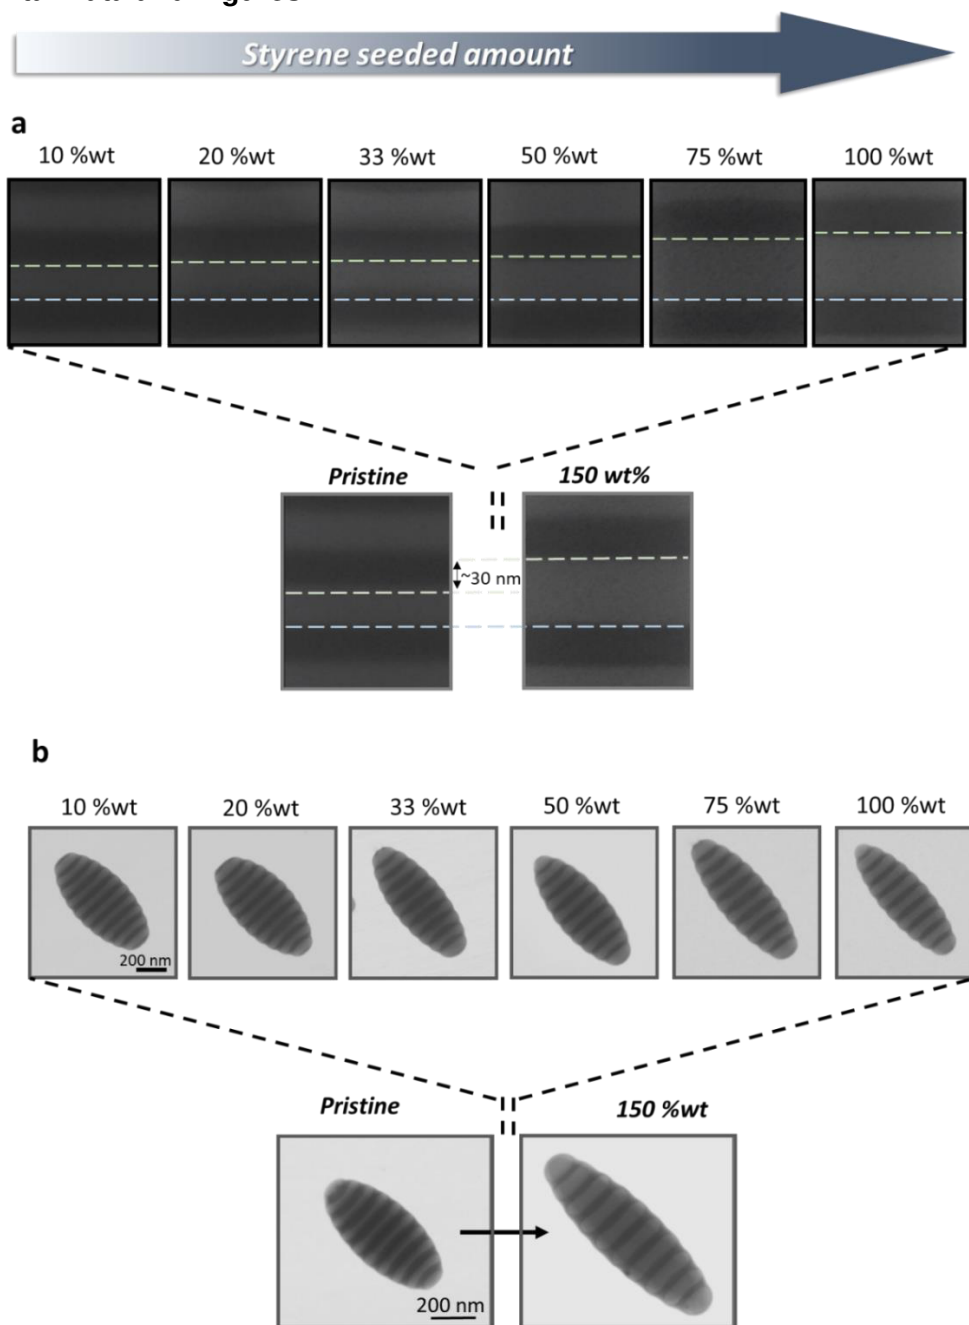 Styrene seeded amount
a
10 %wt 20 %wt 33 %wt 50 %wt 75 %wt 100 %wt
Pristine 150 wt%
~30 nm
b
10 %wt 20 %wt 33 %wt 50 %wt 75 %wt 100 %wt
200 nm
Pristine 150 %wt
200 nm